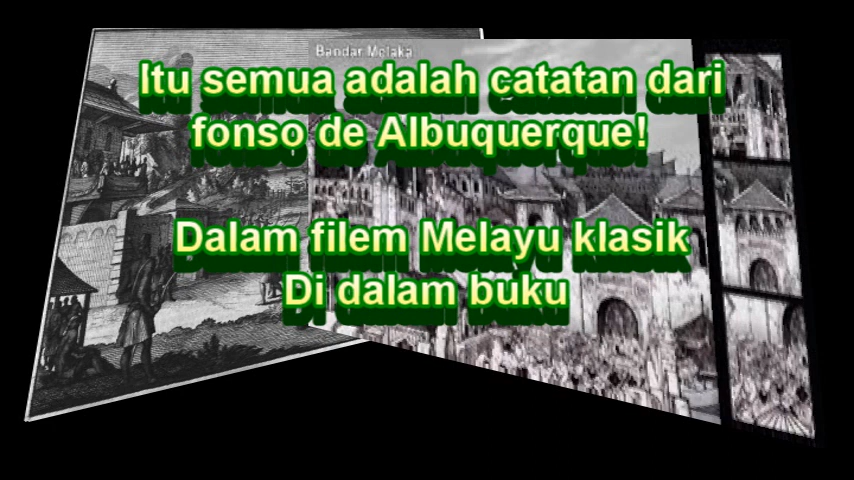 Bandar Melaka
Itu semua adalah catatan dari
fonso de Albuquerque!
Dalam filem Melayu klasik
Di dalam buku